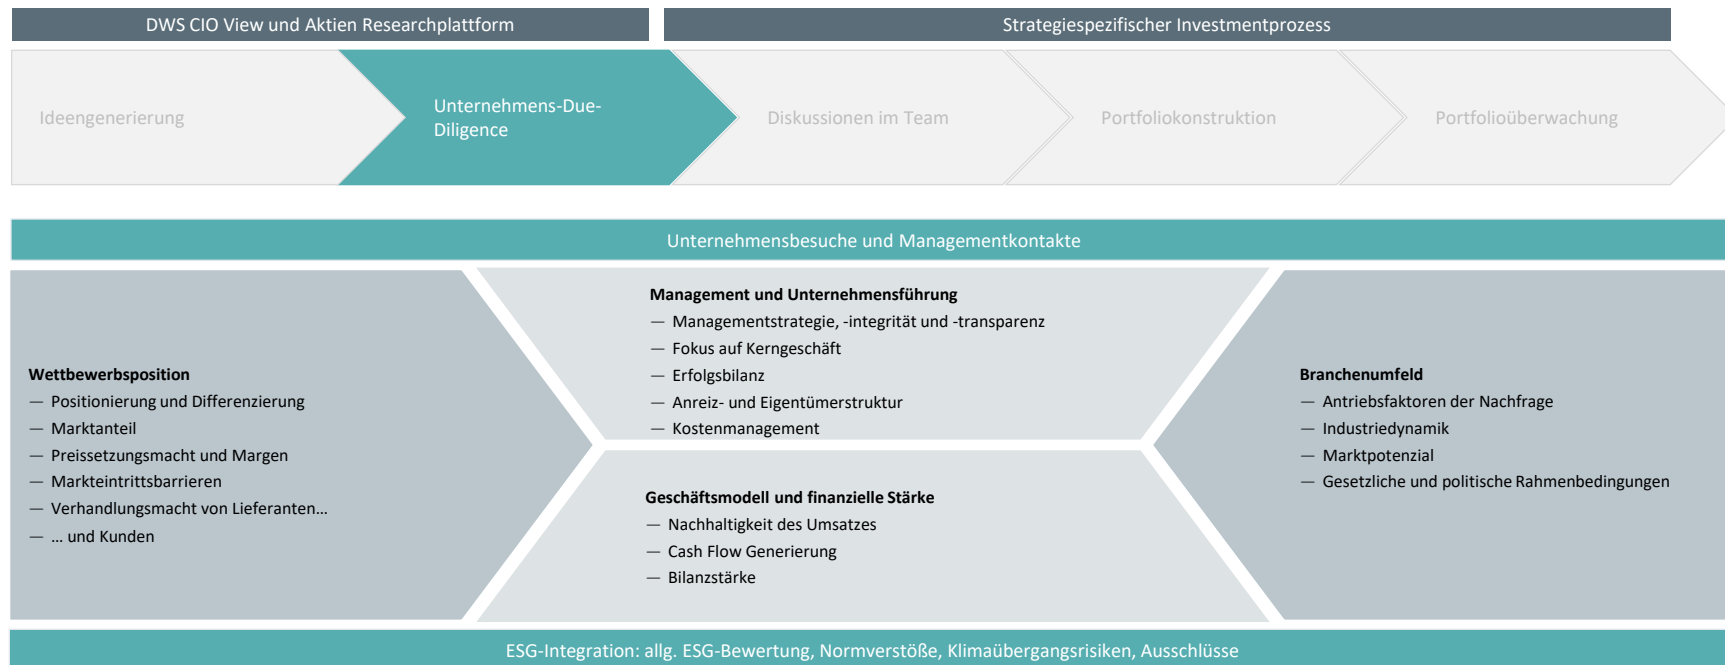 DWS CIO View und Aktien Researchplattform
Strategiespezifischer Investmentprozess
Ideengenerierung
Unternehmens-Due-
Diligence
Diskussionen im Team
Portfoliokonstruktion
Portfolioüberwachung
Unternehmensbesuche und Managementkontakte
Wettbewerbsposition
— Positionierung und Differenzierung
— Marktanteil
— Preissetzungsmacht und Margen
— Markteintrittsbarrieren
— Verhandlungsmacht von Lieferanten…
— … und Kunden
Management und Unternehmensführung
— Managementstrategie, -integrität und -transparenz
— Fokus auf Kerngeschäft
— Erfolgsbilanz
— Anreiz- und Eigentümerstruktur
— Kostenmanagement
Geschäftsmodell und finanzielle Stärke
— Nachhaltigkeit des Umsatzes
— Cash Flow Generierung
— Bilanzstärke
Branchenumfeld
— Antriebsfaktoren der Nachfrage
— Industriedynamik
— Marktpotenzial
— Gesetzliche und politische Rahmenbedingungen
ESG-Integration: allg. ESG-Bewertung, Normverstöße, Klimaübergangsrisiken, Ausschlüsse